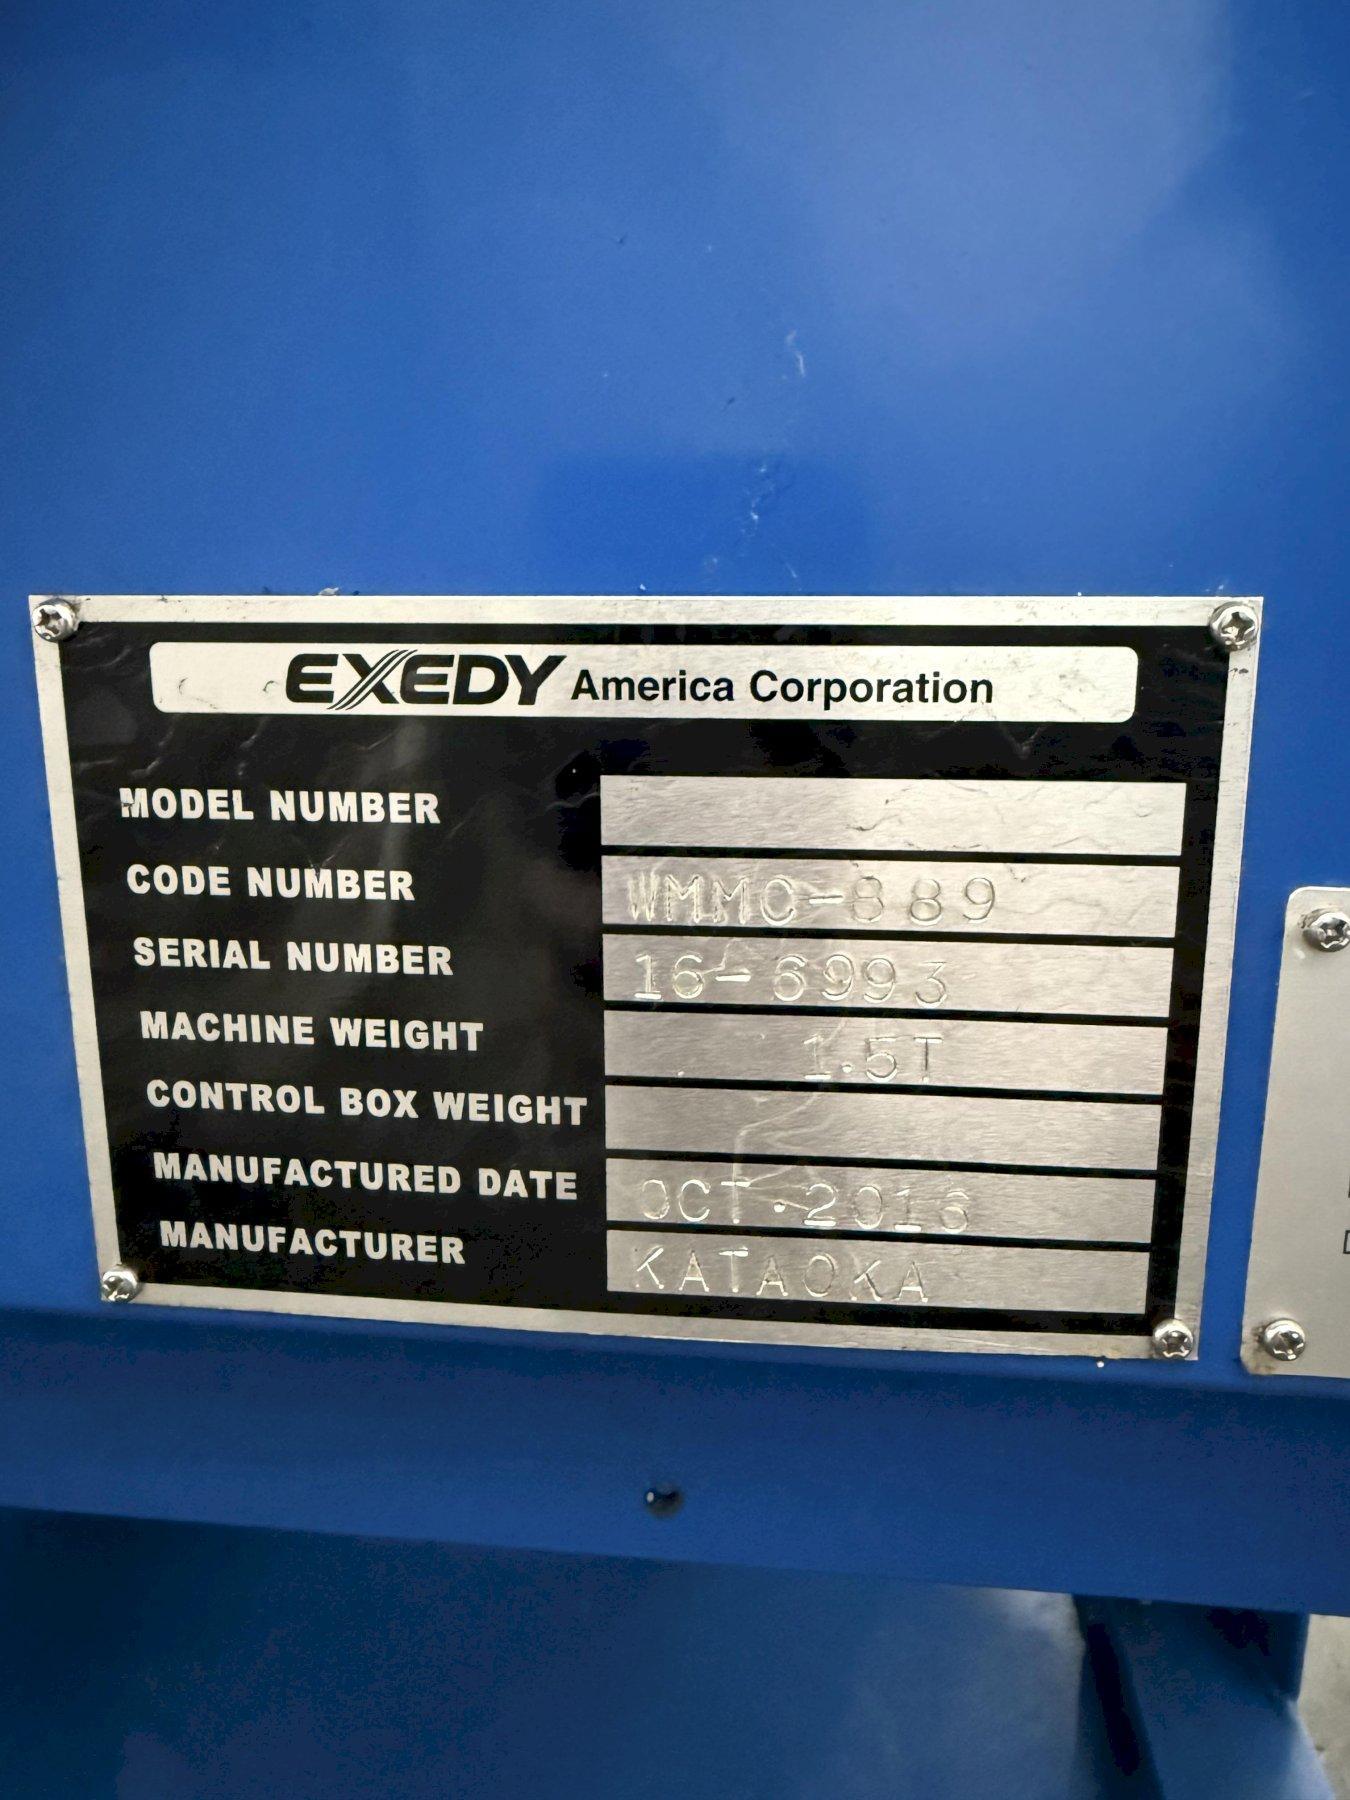 EXEDY America Corporation
MODEL NUMBER
CODE NUMBER WMMC-889
SERIAL NUMBER 16-6993
MACHINE WEIGHT 1.5T
CONTROL BOX WEIGHT
MANUFACTURED DATE OCT.2016
MANUFACTURER KATAOKA